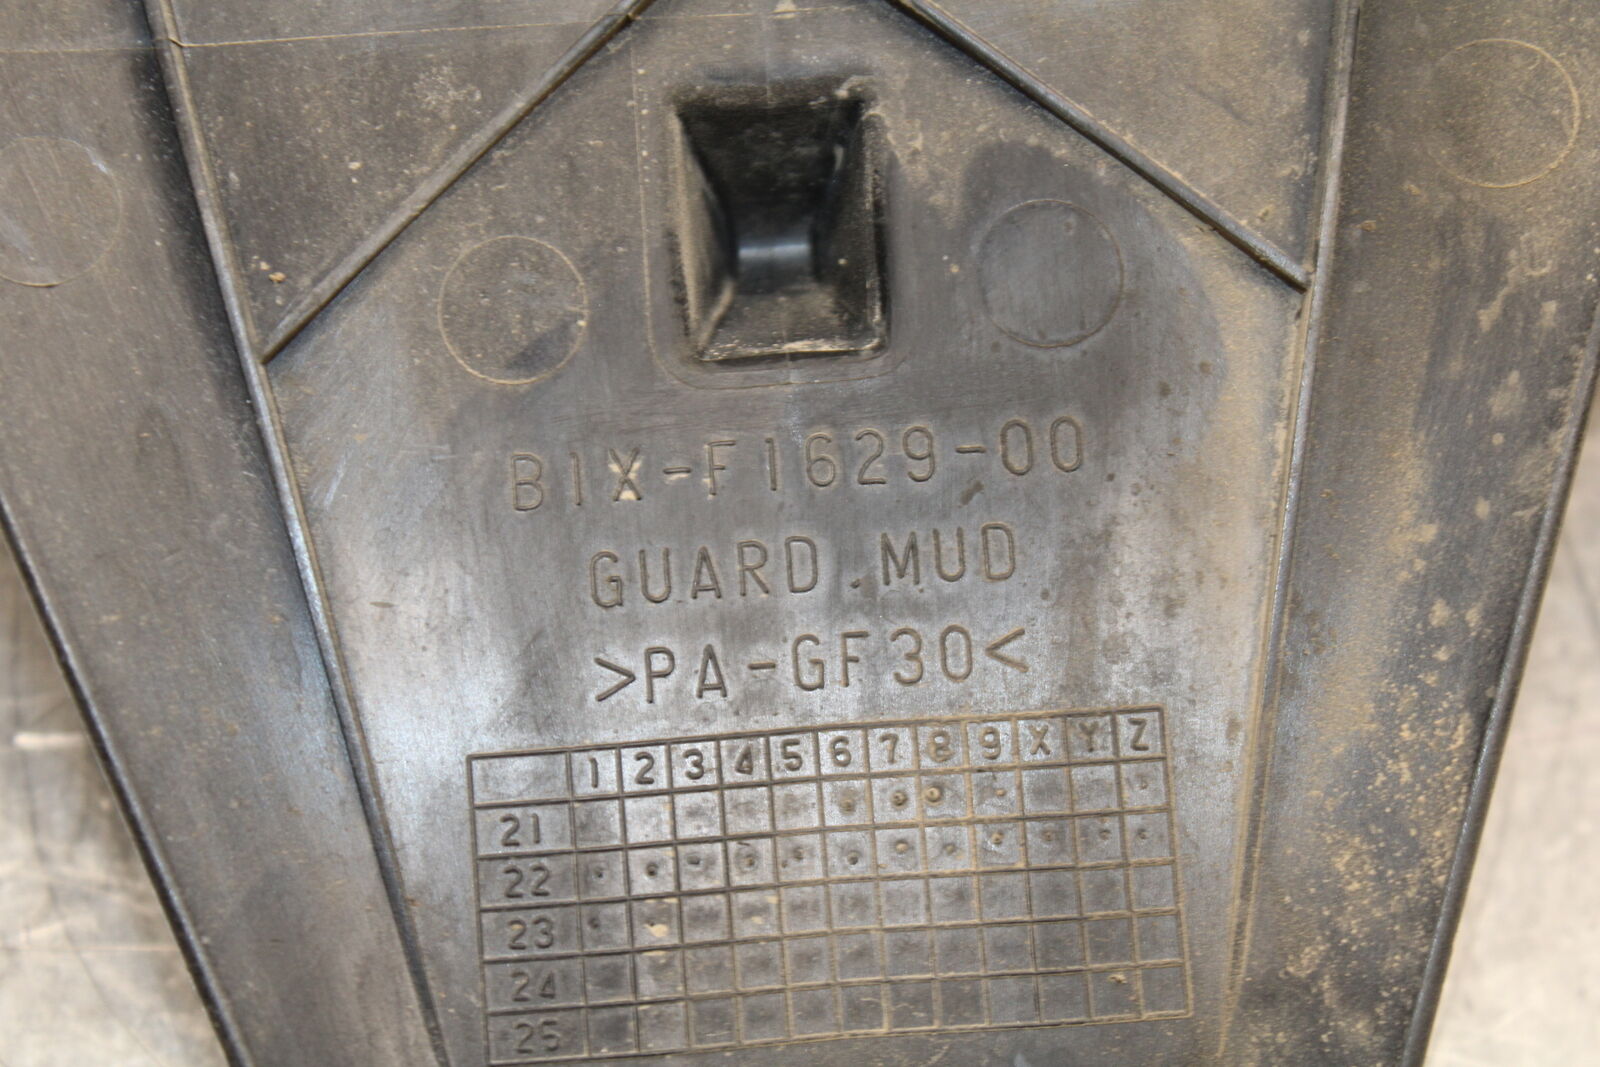 B1X-F1629-00
GUARD.MUD
>PA-GF30<
1 2 3 4 5 6 7 8 9 X Y Z
21
22
23
24
25